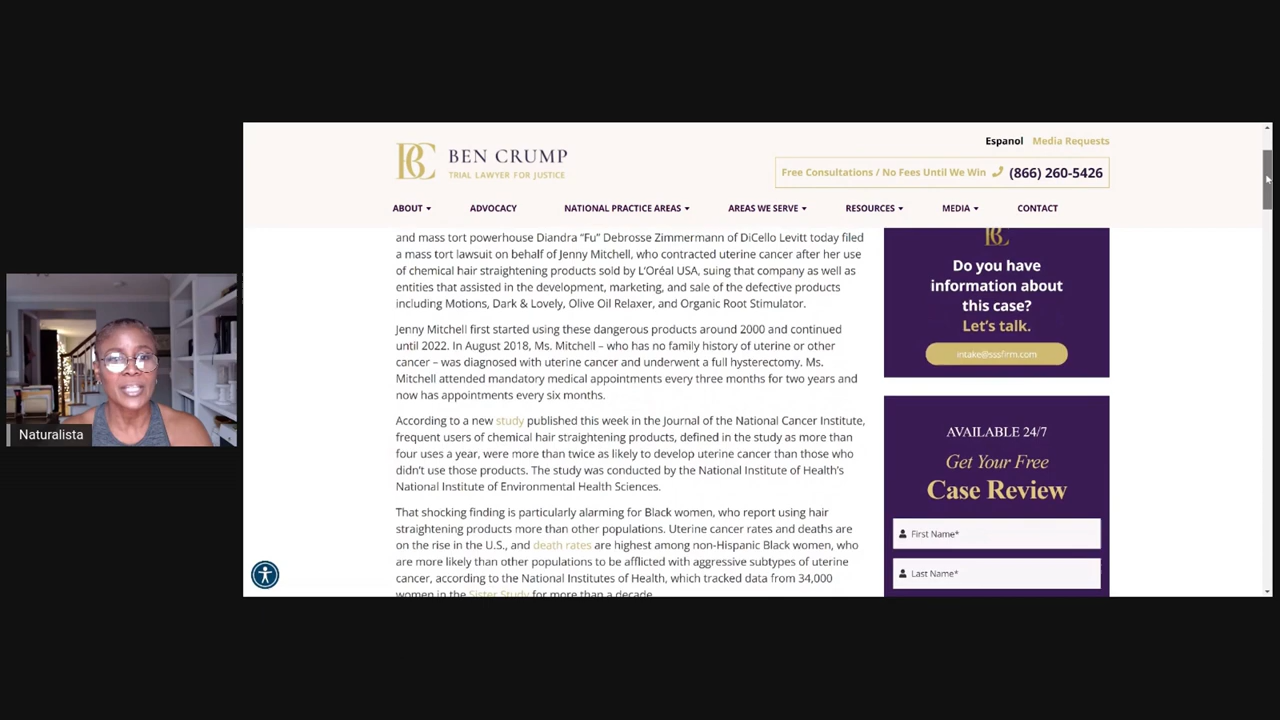 Espanol Media Requests
BEN CRUMP
TRIAL LAWYER FOR JUSTICE
Free Consultations / No Fees Until We Win (866) 260-5426
ABOUT ADVOCACY NATIONAL PRACTICE AREAS AREAS WE SERVE RESOURCES MEDIA CONTACT
and mass tort powerhouse Diandra “Fu” Debrosse Zimmermann of DiCello Levitt today filed
a mass tort lawsuit on behalf of Jenny Mitchell, who contracted uterine cancer after her use
of chemical hair straightening products sold by L’Oréal USA, suing that company as well as
entities that assisted in the development, marketing, and sale of the defective products
including Motions, Dark & Lovely, Olive Oil Relaxer, and Organic Root Stimulator.
Jenny Mitchell first started using these dangerous products around 2000 and continued
until 2022. In August 2018, Ms. Mitchell – who has no family history of uterine or other
cancer – was diagnosed with uterine cancer and underwent a full hysterectomy. Ms.
Mitchell attended mandatory medical appointments every three months for two years and
now has appointments every six months.
According to a new study published this week in the Journal of the National Cancer Institute,
frequent users of chemical hair straightening products, defined in the study as more than
four uses a year, were more than twice as likely to develop uterine cancer than those who
didn’t use those products. The study was conducted by the National Institute of Health’s
National Institute of Environmental Health Sciences.
That shocking finding is particularly alarming for Black women, who report using hair
straightening products more than other populations. Uterine cancer rates and deaths are
on the rise in the U.S., and death rates are highest among non-Hispanic Black women, who
are more likely than other populations to be afflicted with aggressive subtypes of uterine
cancer, according to the National Institutes of Health, which tracked data from 34,000
women in the Sister Study for more than a decade.
BC
Do you have
information about
this case?
Let’s talk.
intake@sssfirm.com
AVAILABLE 24/7
Get Your Free
Case Review
First Name*
Last Name*
Naturalista